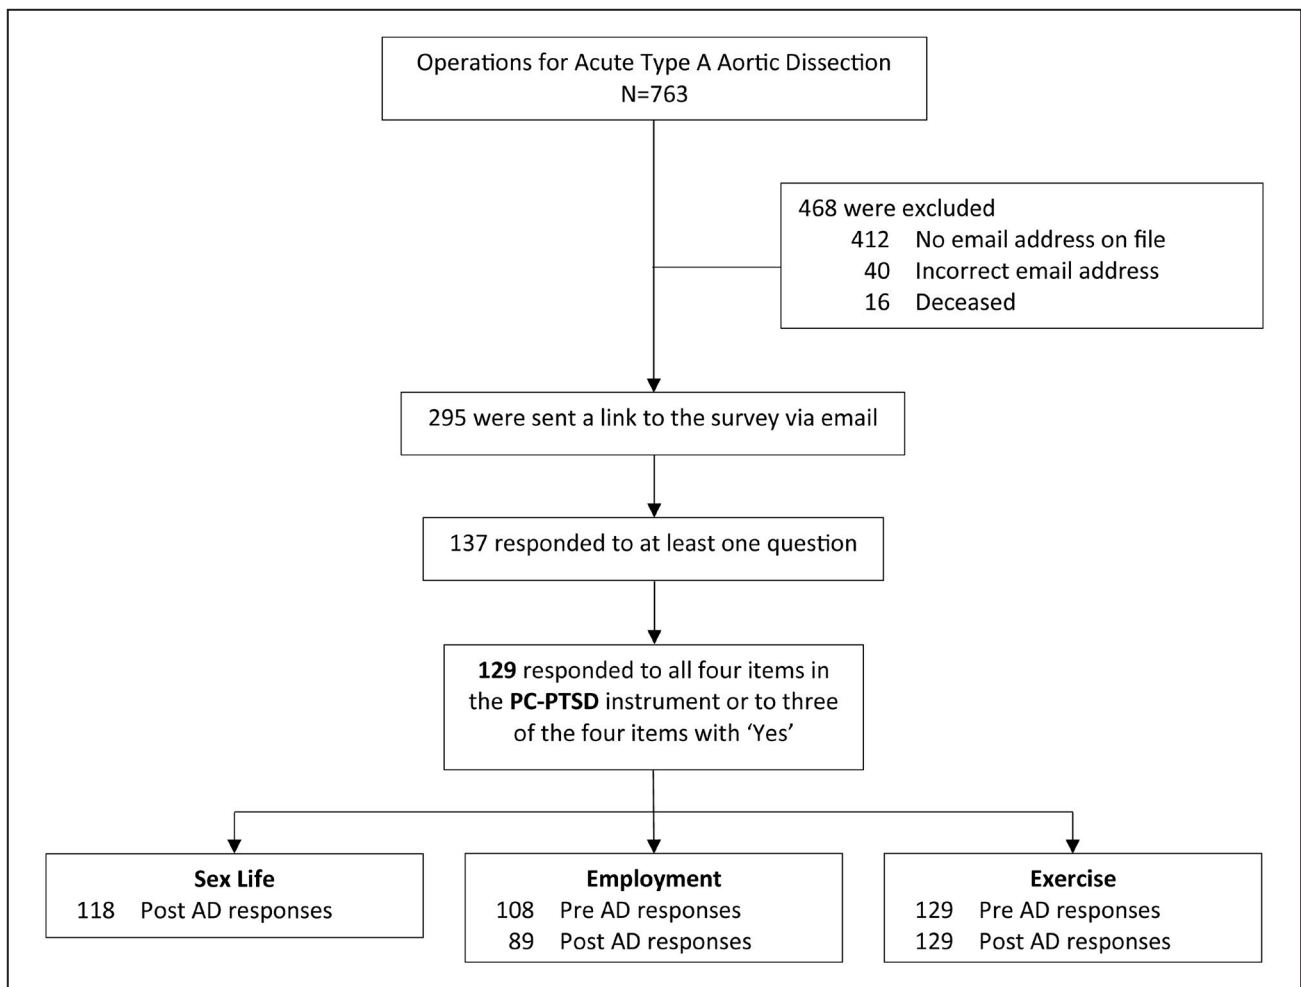 Operations for Acute Type A Aortic Dissection
N=763
468 were excluded
412 No email address on file
40 Incorrect email address
16 Deceased
295 were sent a link to the survey via email
137 responded to at least one question
129 responded to all four items in
the PC-PTSD instrument or to three
of the four items with ‘Yes’
Sex Life
118 Post AD responses
Employment
108 Pre AD responses
89 Post AD responses
Exercise
129 Pre AD responses
129 Post AD responses